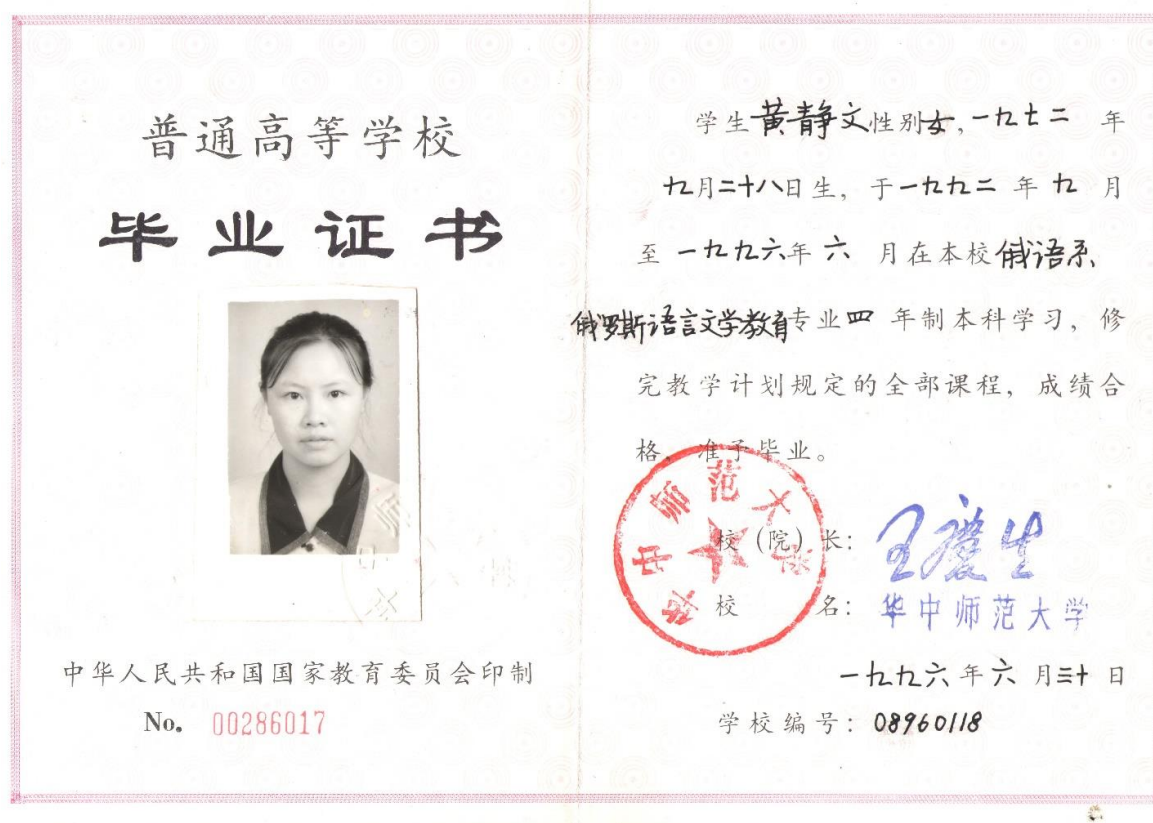 普通高等学校
毕业证书
中华人民共和国国家教育委员会印制
No. 00286017
学生黄静文性别女,一九七二 年
九月二十八日生,于一九九二 年 九 月
至 一九九六年 六 月在本校俄语系
俄罗斯语言文学教育专业四 年制本科学习,修
完教学计划规定的全部课程,成绩合
格,准予毕业。
华中师范大学
校(院)长:王庆生
校 名:华中师范大学
一九九六年 六 月三十 日
学校编号:08960118